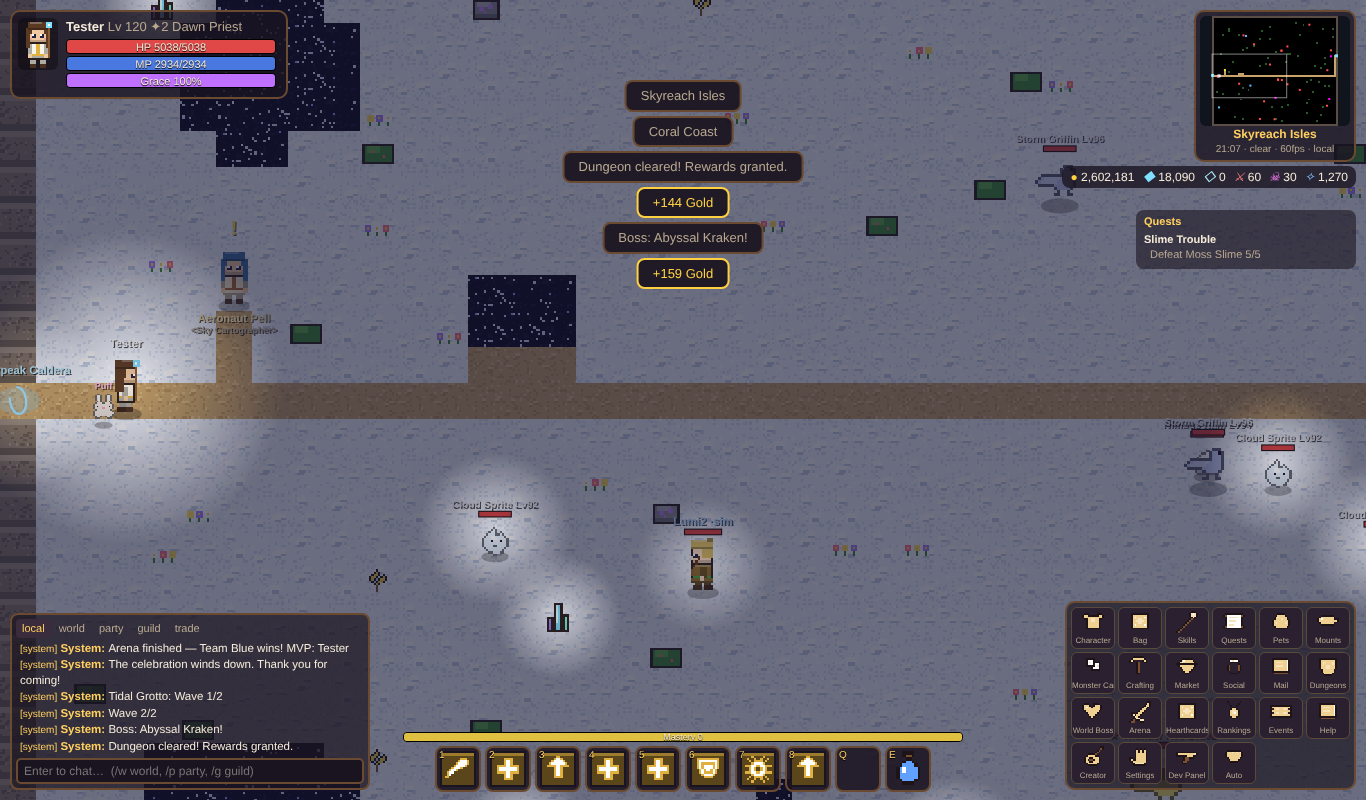 Tester Lv 120 ✦2 Dawn Priest
HP 5038/5038
MP 2934/2934
Grace 100%
Skyreach Isles
Coral Coast
Dungeon cleared! Rewards granted.
+144 Gold
Boss: Abyssal Kraken!
+159 Gold
Skyreach Isles
21:07 · clear · 60fps · local
2,602,181 18,090 0 60 30 1,270
Quests
Slime Trouble
Defeat Moss Slime 5/5
Storm Griffin Lv96
!
Aeronaut Pell
<Sky Cartographer>
Tester
peak Caldera
Puff
Storm Griffin Lv96
Cloud Sprite Lv92
Cloud Sprite Lv92
Lumi2 ·sim
Cloud
local world party guild trade
[system] System: Arena finished — Team Blue wins! MVP: Tester
[system] System: The celebration winds down. Thank you for
coming!
[system] System: Tidal Grotto: Wave 1/2
[system] System: Wave 2/2
[system] System: Boss: Abyssal Kraken!
[system] System: Dungeon cleared! Rewards granted.
Enter to chat… (/w world, /p party, /g guild)
Mastery 0
1 2 3 4 5 6 7 8 Q E
Character Bag Skills Quests Pets Mounts
Monster Ca Crafting Market Social Mail Dungeons
World Boss Arena Hearthcards Rankings Events Help
Creator Settings Dev Panel Auto